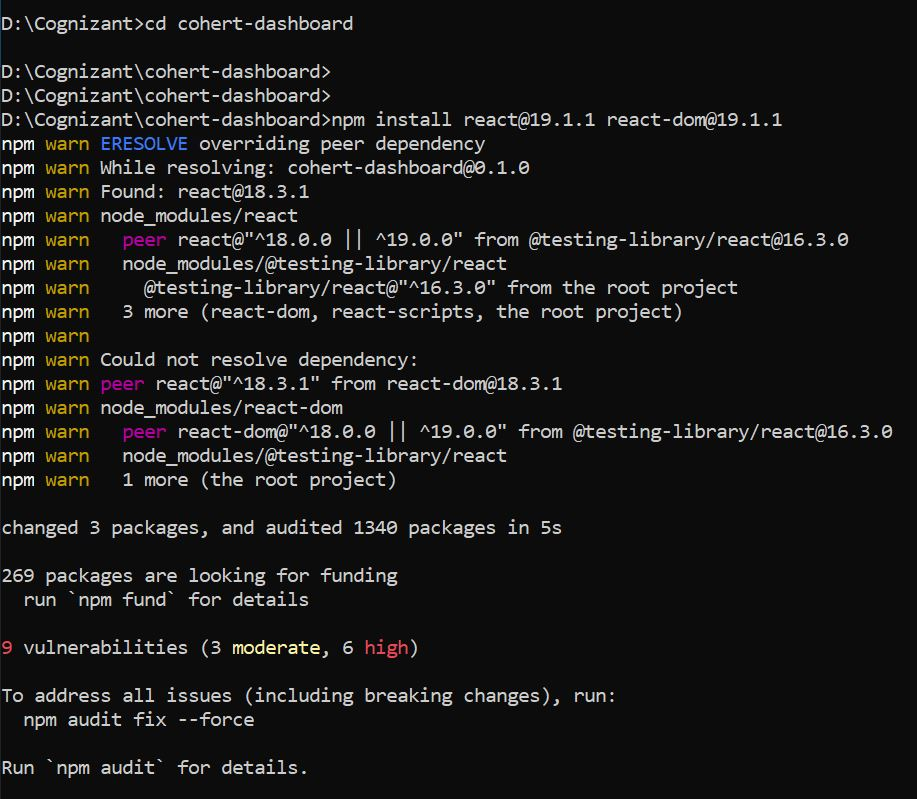 D:\Cognizant>cd cohert-dashboard
D:\Cognizant\cohert-dashboard>
D:\Cognizant\cohert-dashboard>
D:\Cognizant\cohert-dashboard>npm install react@19.1.1 react-dom@19.1.1
npm warn ERESOLVE overriding peer dependency
npm warn While resolving: cohert-dashboard@0.1.0
npm warn Found: react@18.3.1
npm warn node_modules/react
npm warn   peer react@"^18.0.0 || ^19.0.0" from @testing-library/react@16.3.0
npm warn   node_modules/@testing-library/react
npm warn     @testing-library/react@"^16.3.0" from the root project
npm warn   3 more (react-dom, react-scripts, the root project)
npm warn
npm warn Could not resolve dependency:
npm warn peer react@"^18.3.1" from react-dom@18.3.1
npm warn node_modules/react-dom
npm warn   peer react-dom@"^18.0.0 || ^19.0.0" from @testing-library/react@16.3.0
npm warn   node_modules/@testing-library/react
npm warn   1 more (the root project)
changed 3 packages, and audited 1340 packages in 5s
269 packages are looking for funding
  run `npm fund` for details
9 vulnerabilities (3 moderate, 6 high)
To address all issues (including breaking changes), run:
  npm audit fix --force
Run `npm audit` for details.